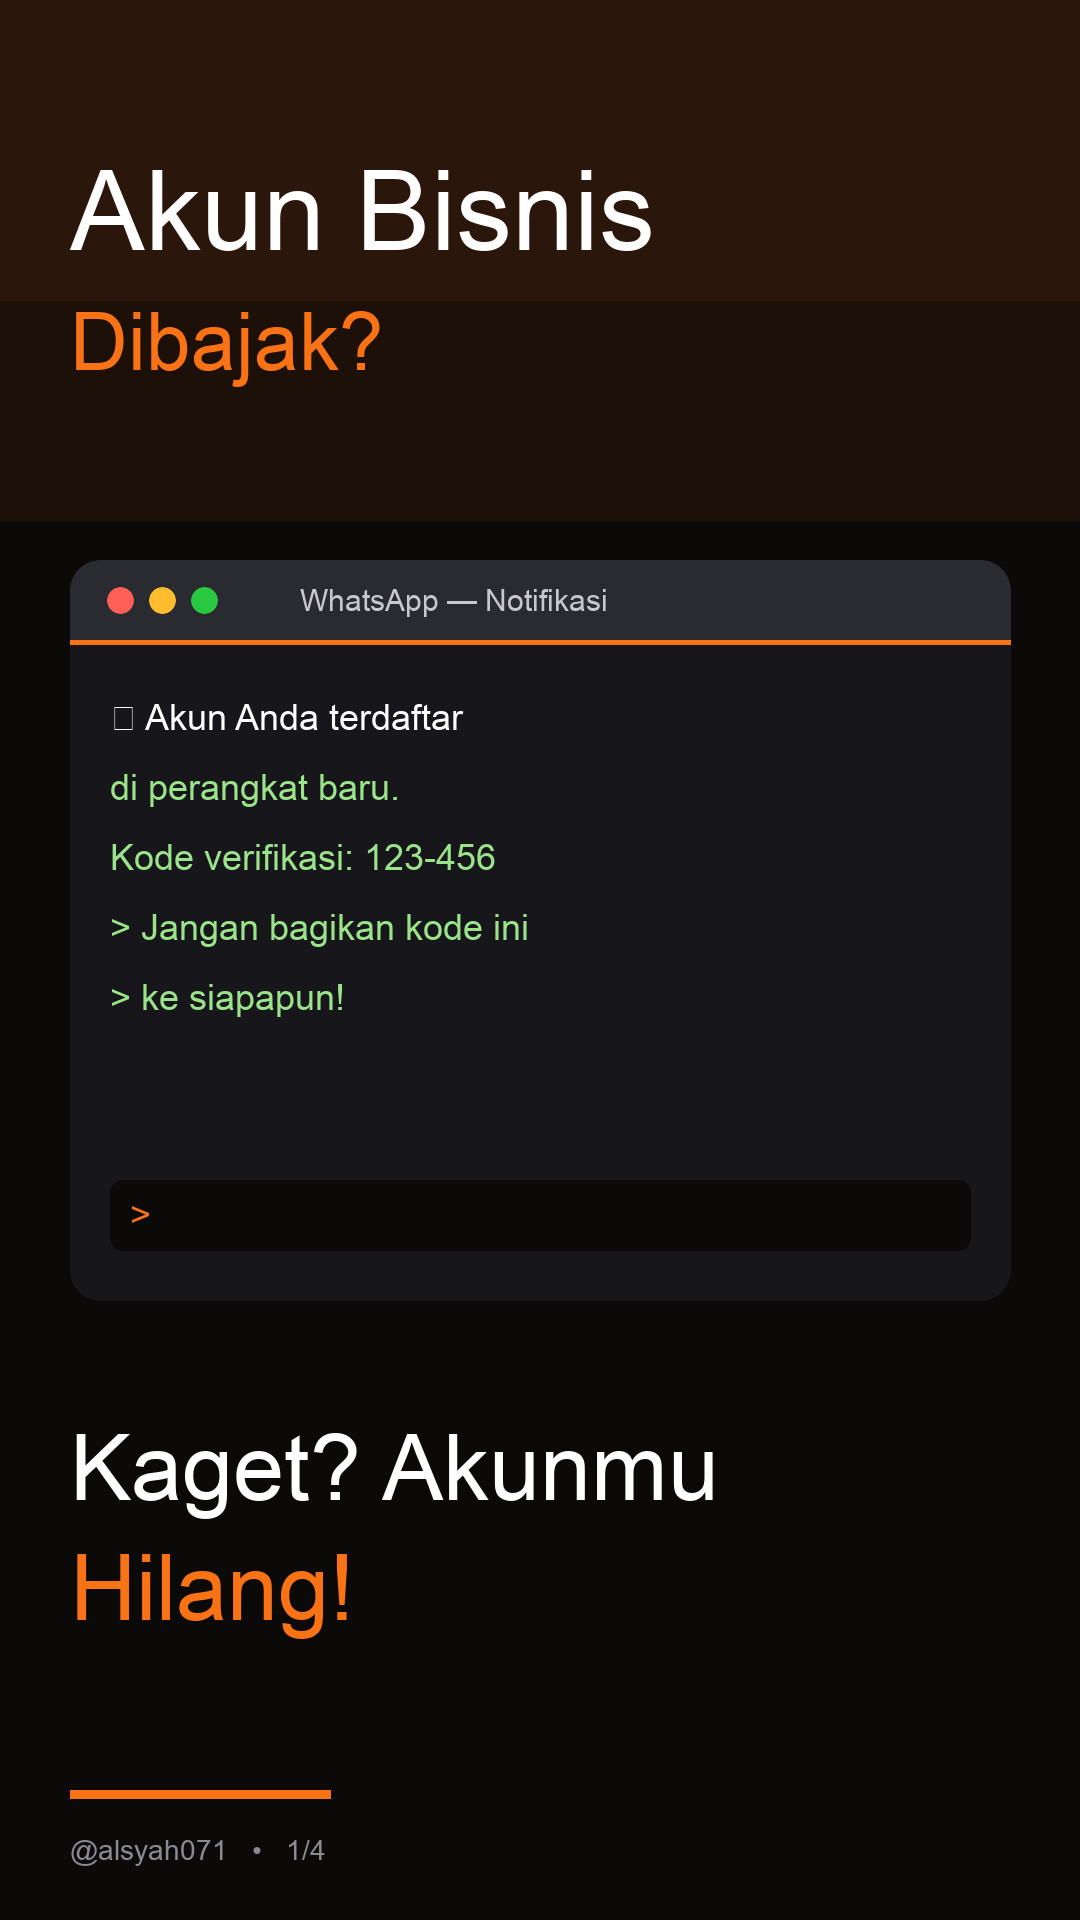 Akun Bisnis
Dibajak?
WhatsApp — Notifikasi
Akun Anda terdaftar
di perangkat baru.
Kode verifikasi: 123-456
> Jangan bagikan kode ini
> ke siapapun!
>
Kaget? Akunmu
Hilang!
@alsyah071 • 1/4